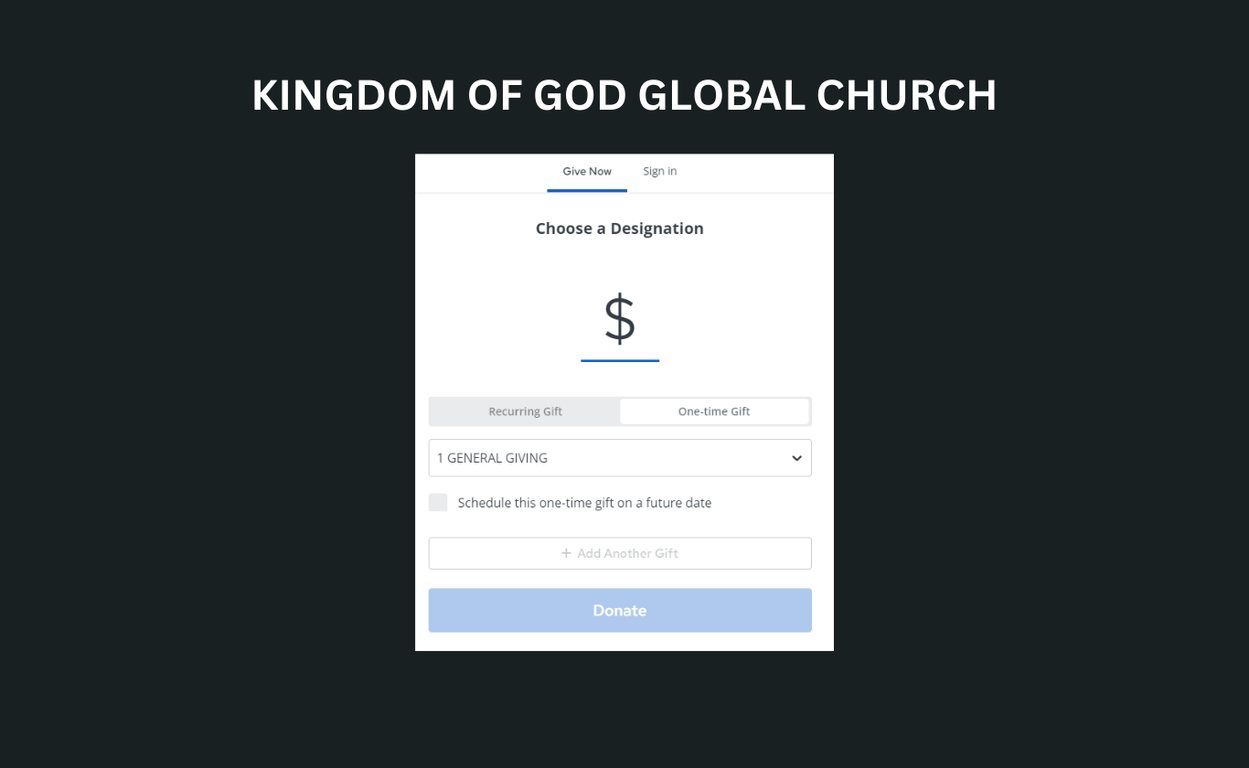 KINGDOM OF GOD GLOBAL CHURCH
Give Now Sign in
Choose a Designation
$
Recurring Gift One-time Gift
1 GENERAL GIVING
Schedule this one-time gift on a future date
+ Add Another Gift
Donate